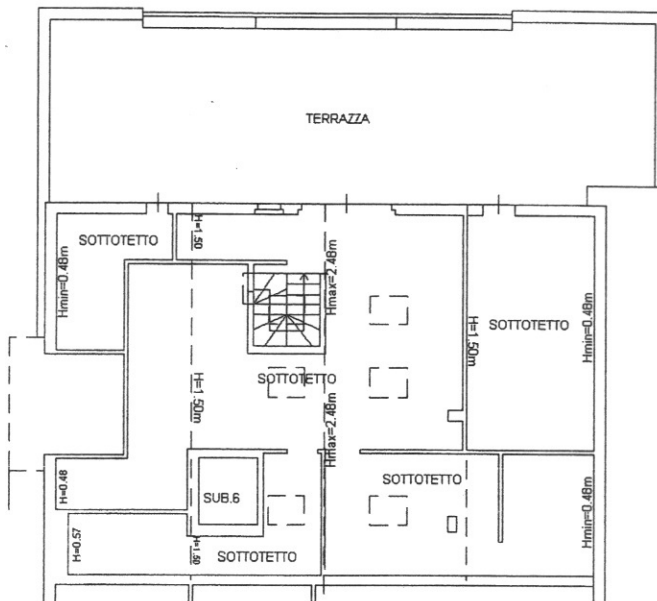 TERRAZZA
H=1.50
SOTTOTETTO
Hmin=0.48m
Hmax=2.48m
SOTTOTETTO
H=1.50m
Hmin=0.48m
SOTTOTETTO
H=1.50m
Hmax=2.48m
SOTTOTETTO
H=0.48
SUB.6
Hmin=0.48m
H=0.57
H=1.50
SOTTOTETTO